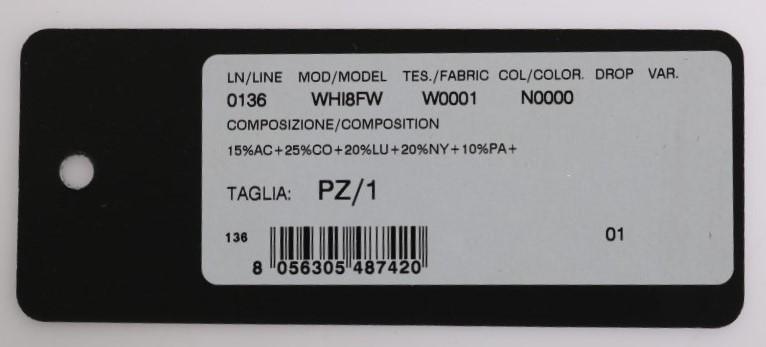 LN/LINE MOD/MODEL TES./FABRIC COL/COLOR. DROP VAR.
0136 WHI8FW W0001 N0000
COMPOSIZIONE/COMPOSITION
15%AC+25%CO+20%LU+20%NY+10%PA+
TAGLIA: PZ/1
136 01
8 056305 487420